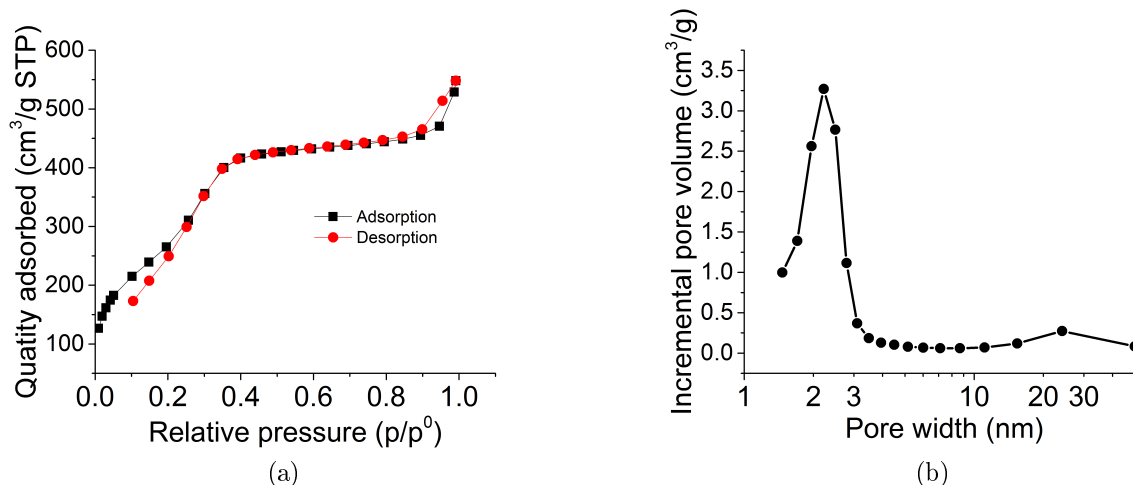 600
500
400
300
200
100
0.0 0.2 0.4 0.6 0.8 1.0
Quatity adsorbed (cm³/g STP)
Relative pressure (p/p⁰)
Adsorption
Desorption
(a)
3.5
3.0
2.5
2.0
1.5
1.0
0.5
0.0
1 2 3 10 20 30
Incremental pore volume (cm³/g)
Pore width (nm)
(b)